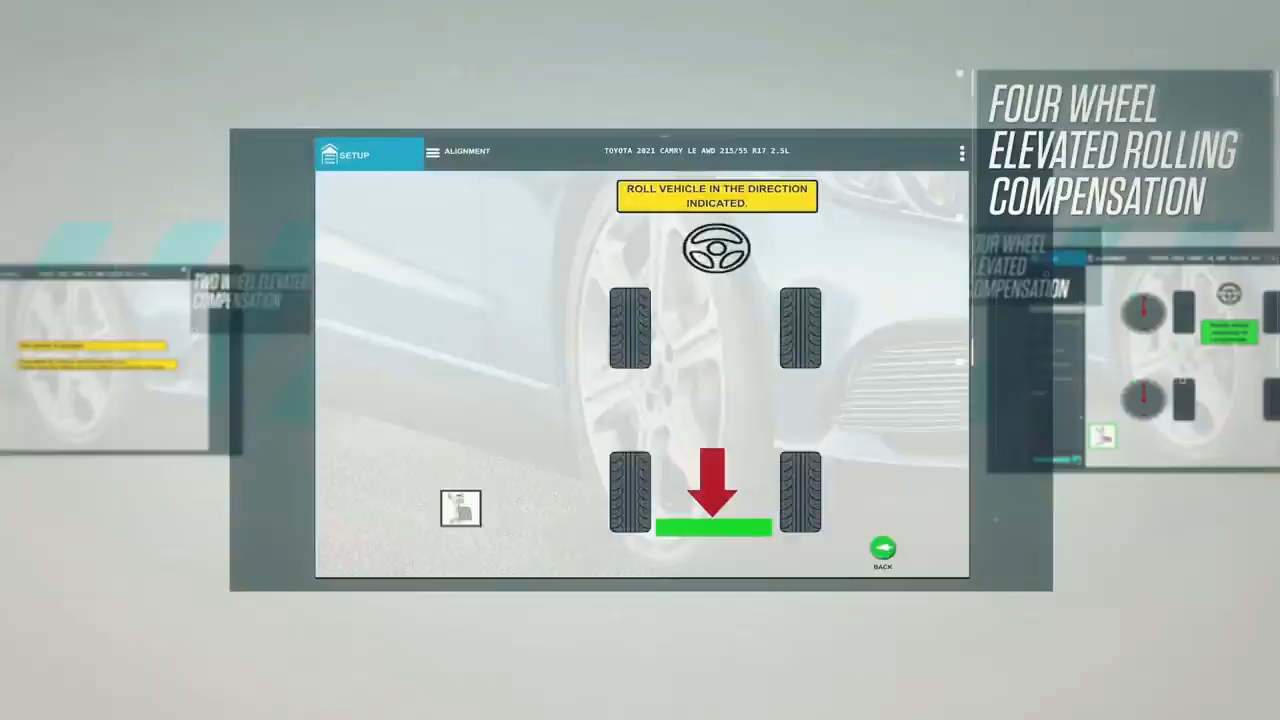 FOUR WHEEL
ELEVATED ROLLING
COMPENSATION
SETUP
ALIGNMENT
TOYOTA 2021 CAMRY LE AWD 215/55 R17 2.5L
ROLL VEHICLE IN THE DIRECTION
INDICATED.
BACK
TWO WHEEL ELEVATED
COMPENSATION
FOUR WHEEL
ELEVATED
COMPENSATION